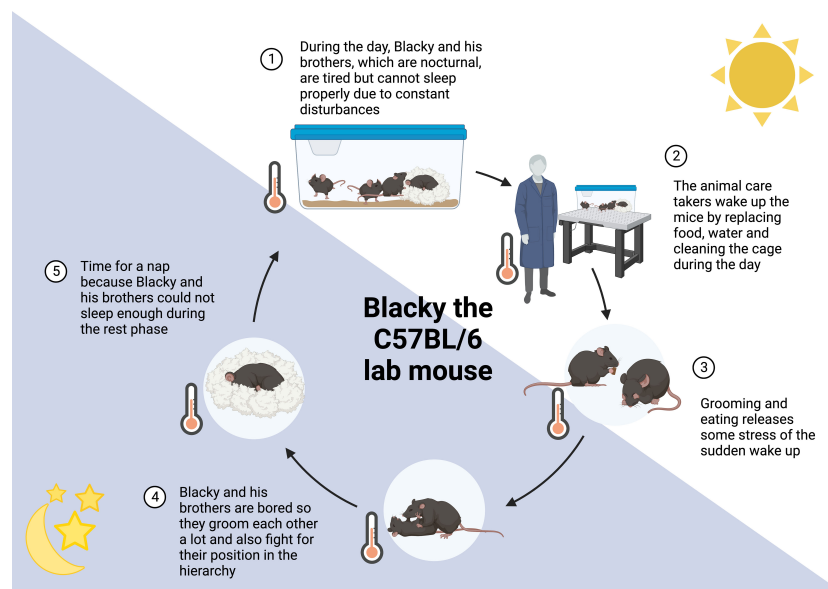 1
During the day, Blacky and his
brothers, which are nocturnal,
are tired but cannot sleep
properly due to constant
disturbances
2
The animal care
takers wake up the
mice by replacing
food, water and
cleaning the cage
during the day
5
Time for a nap
because Blacky and
his brothers could not
sleep enough during
the rest phase
Blacky the
C57BL/6
lab mouse
3
Grooming and
eating releases
some stress of the
sudden wake up
4
Blacky and his
brothers are bored so
they groom each other
a lot and also fight for
their position in the
hierarchy